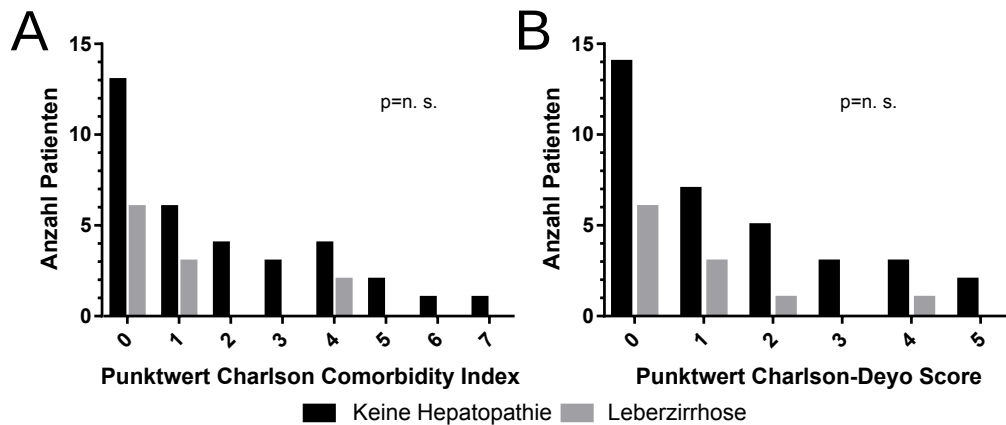 A
B
15
10
5
0
Anzahl Patienten
p=n. s.
0 1 2 3 4 5 6 7
Punktwert Charlson Comorbidity Index
15
10
5
0
Anzahl Patienten
p=n. s.
0 1 2 3 4 5
Punktwert Charlson-Deyo Score
Keine Hepatopathie Leberzirrhose